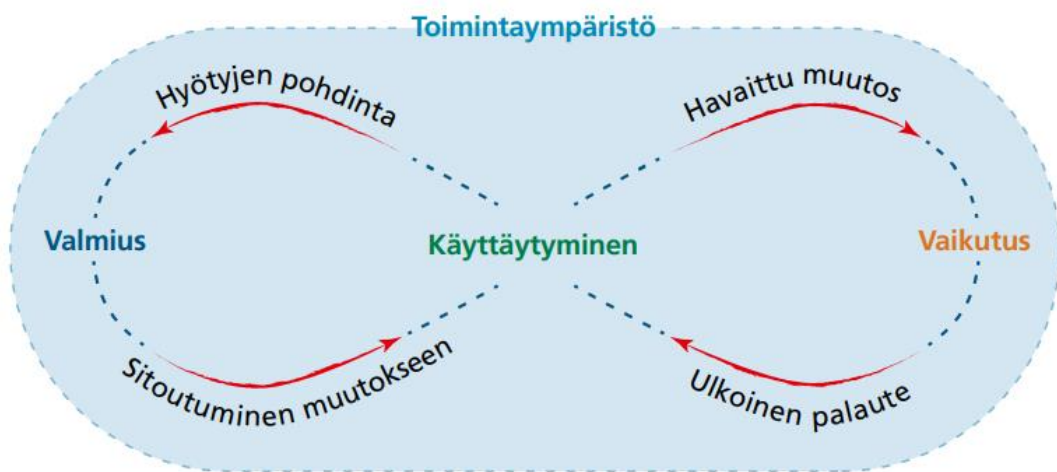 Toimintaympäristö
Hyötyjen pohdinta
Havaittu muutos
Valmius
Käyttäytyminen
Vaikutus
Sitoutuminen muutokseen
Ulkoinen palaute